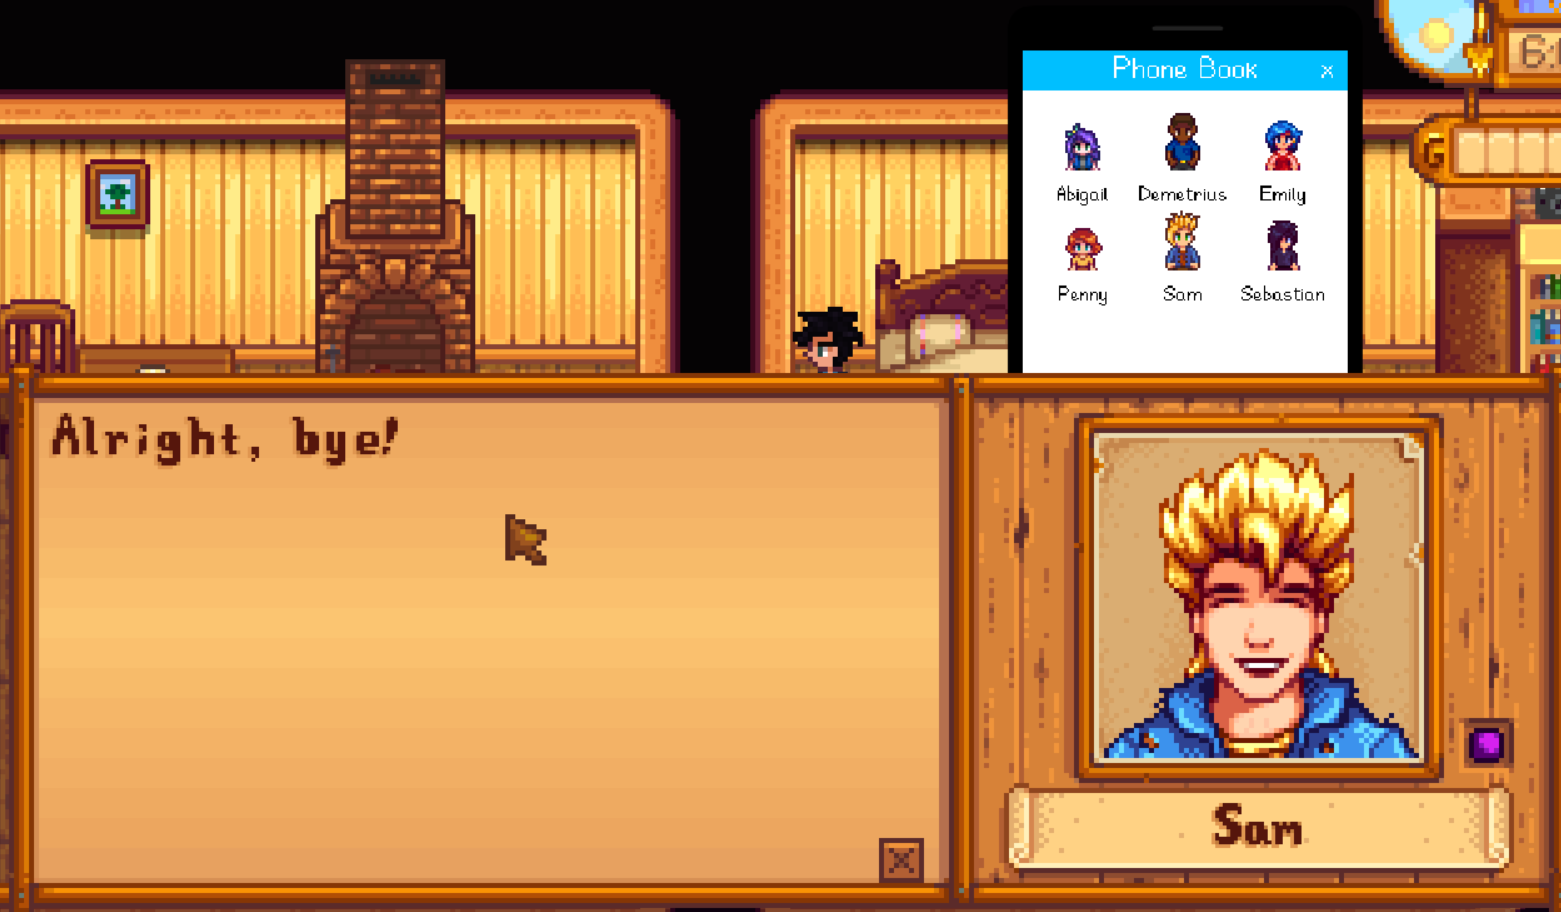 Phone Book x
Abigail Demetrius Emily
Penny Sam Sebastian
Alright, bye!
Sam